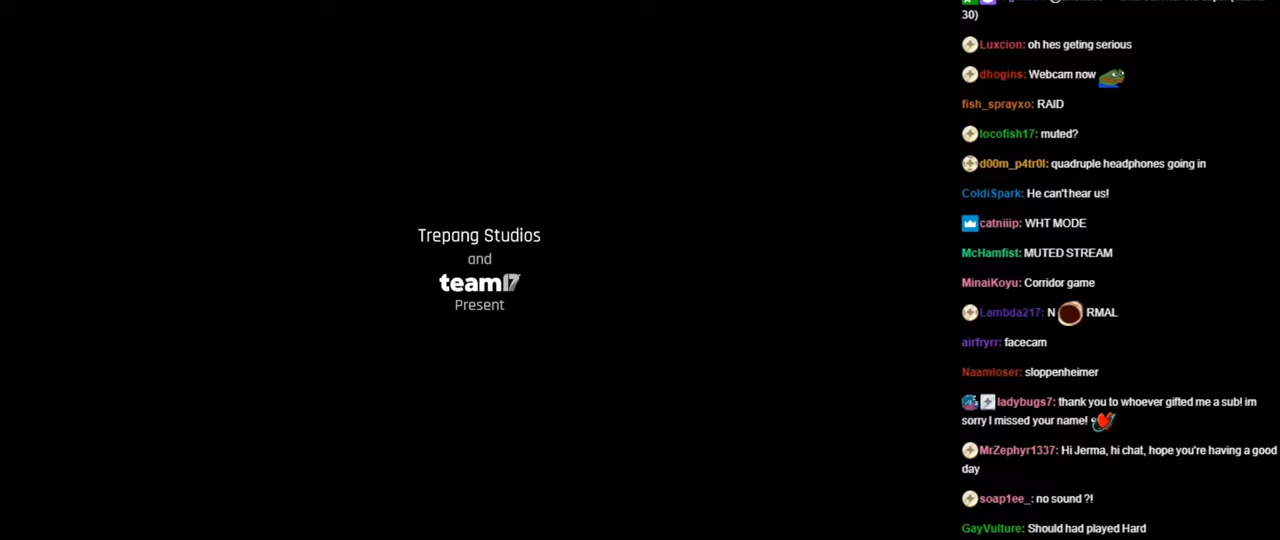 Trepang Studios
and
team17
Present
30)
Luxcion: oh hes geting serious
dhogins: Webcam now
fish_sprayxo: RAID
locofish17: muted?
d00m_p4tr0l: quadruple headphones going in
ColdiSpark: He can't hear us!
catniiip: WHT MODE
McHamfist: MUTED STREAM
MinaiKoyu: Corridor game
Lambda217: N RMAL
airfryrr: facecam
Naamloser: sloppenheimer
ladybugs7: thank you to whoever gifted me a sub! im
sorry I missed your name!
MrZephyr1337: Hi Jerma, hi chat, hope you're having a good
day
soap1ee_: no sound ?!
GayVulture: Should had played Hard